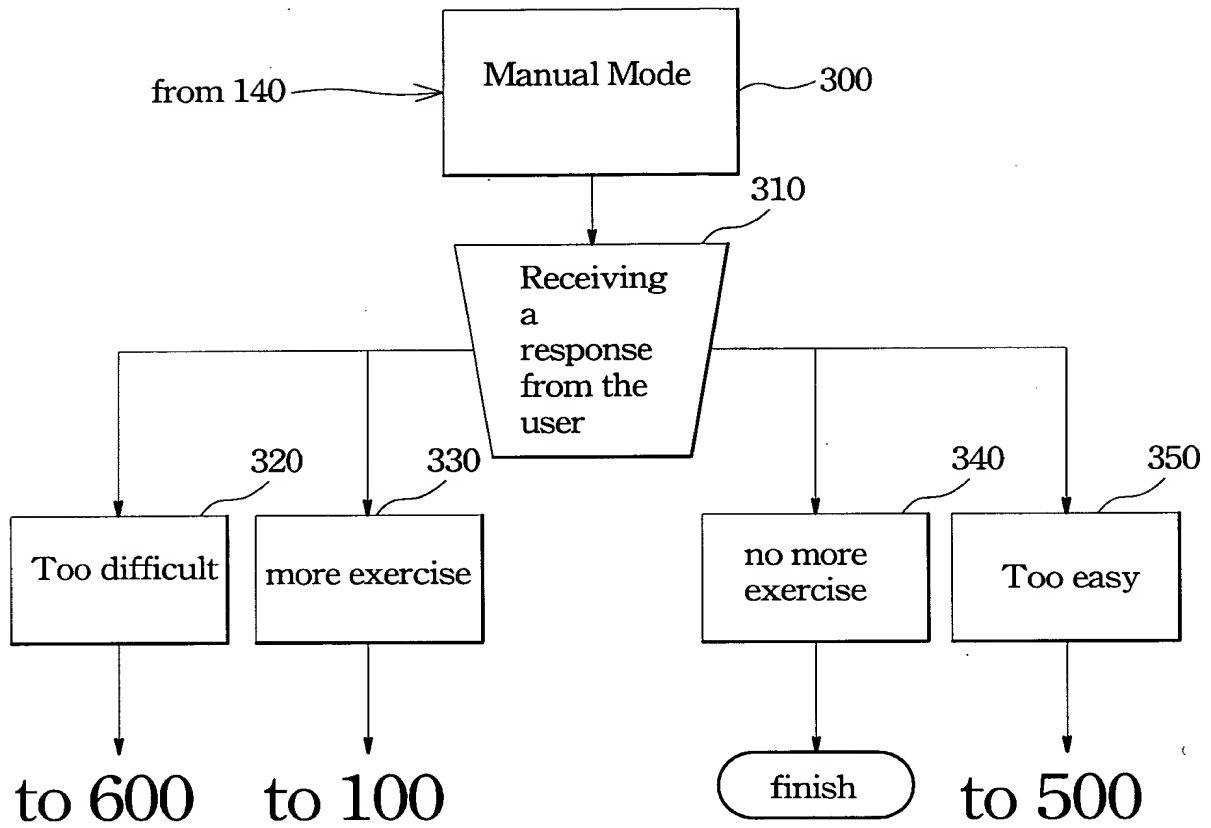 Manual Mode
from 140
300
310
Receiving
a
response
from the
user
320
330
340
350
Too difficult
more exercise
no more
exercise
Too easy
to 600
to 100
finish
to 500